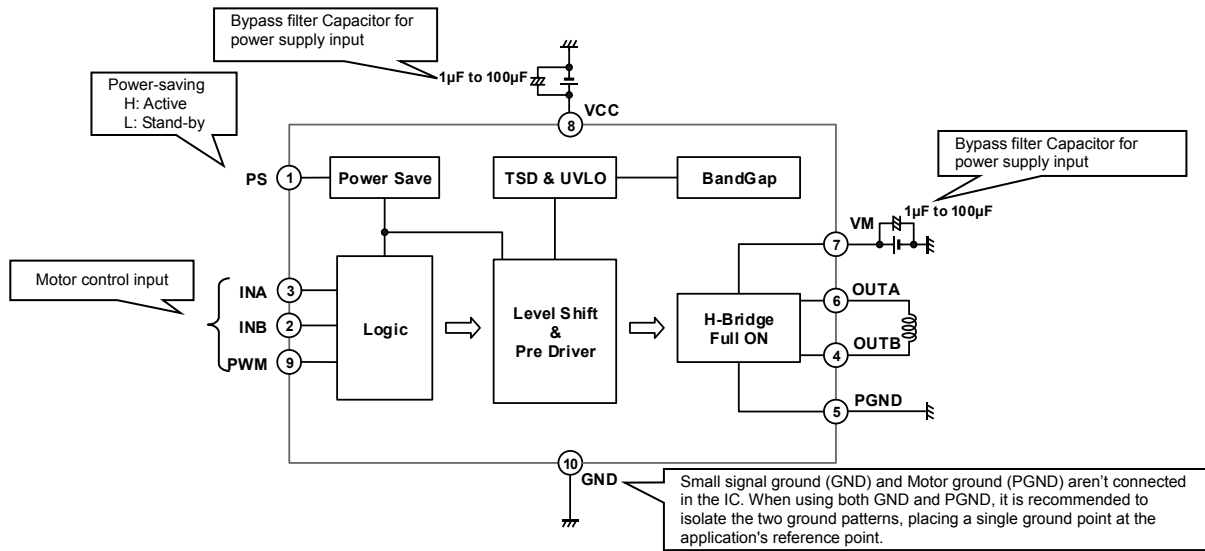 Bypass filter Capacitor for
power supply input
1µF to 100µF
Power-saving
H: Active
L: Stand-by
VCC
8
Bypass filter Capacitor for
power supply input
PS
1
Power Save
TSD & UVLO
BandGap
1µF to 100µF
VM
7
Motor control input
INA
3
INB
2
PWM
9
Logic
Level Shift
&
Pre Driver
H-Bridge
Full ON
6
OUTA
4
OUTB
5
PGND
10
GND
Small signal ground (GND) and Motor ground (PGND) aren't connected
in the IC. When using both GND and PGND, it is recommended to
isolate the two ground patterns, placing a single ground point at the
application's reference point.